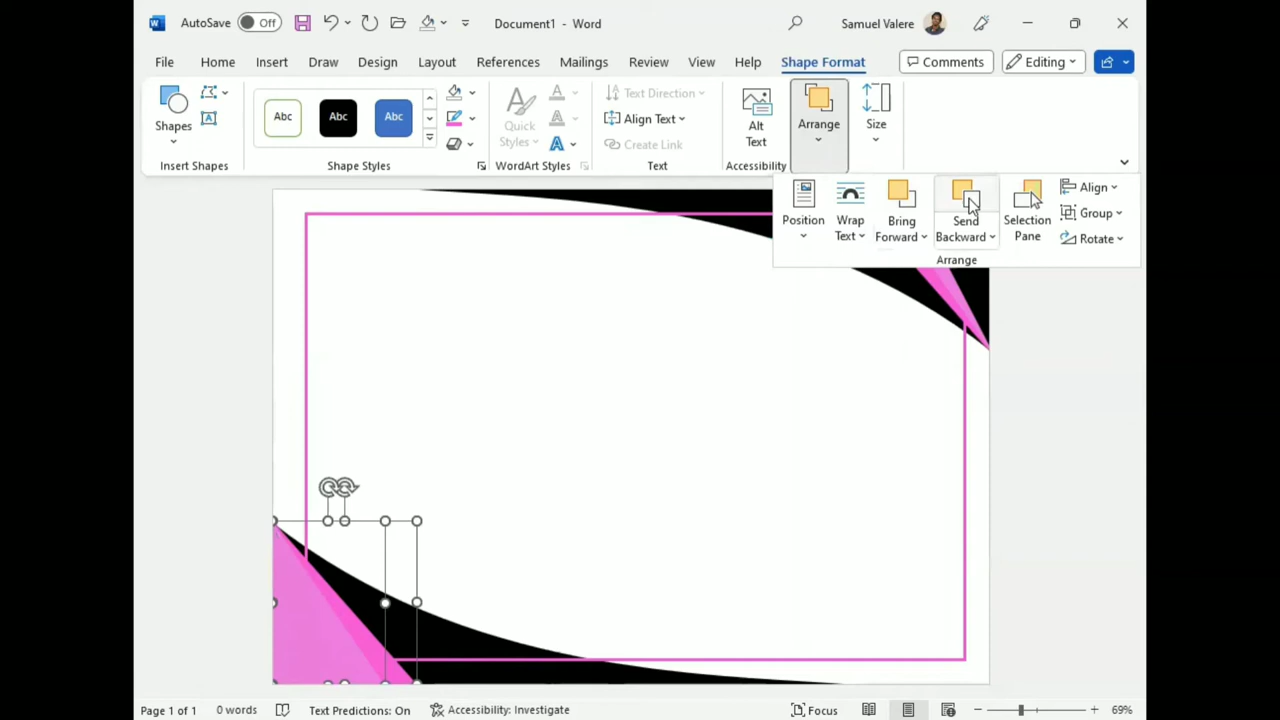 AutoSave Off Document1 - Word Samuel Valere
File Home Insert Draw Design Layout References Mailings Review View Help Shape Format Comments Editing
Shapes
Insert Shapes
Abc Abc Abc
Shape Styles
Quick
Styles
WordArt Styles
Text Direction
Align Text
Create Link
Text
Alt
Text
Accessibility
Arrange
Size
Position
Wrap
Text
Bring
Forward
Send
Backward
Selection
Pane
Align
Group
Rotate
Arrange
Page 1 of 1 0 words Text Predictions: On Accessibility: Investigate Focus 69%